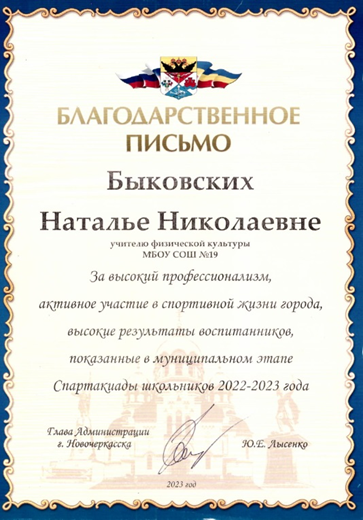 БЛАГОДАРСТВЕННОЕ
ПИСЬМО
БЫКОВСКИХ
НАТАЛЬЕ НИКОЛАЕВНЕ
учителю физической культуры
МБОУ СОШ №19
За высокий профессионализм,
активное участие в спортивной жизни города,
высокие результаты воспитанников,
показанные в муниципальном этапе
Спартакиады школьников 2022-2023 года
Глава Администрации
г. Новочеркасска
Ю.Е. Лысенко
2023 год